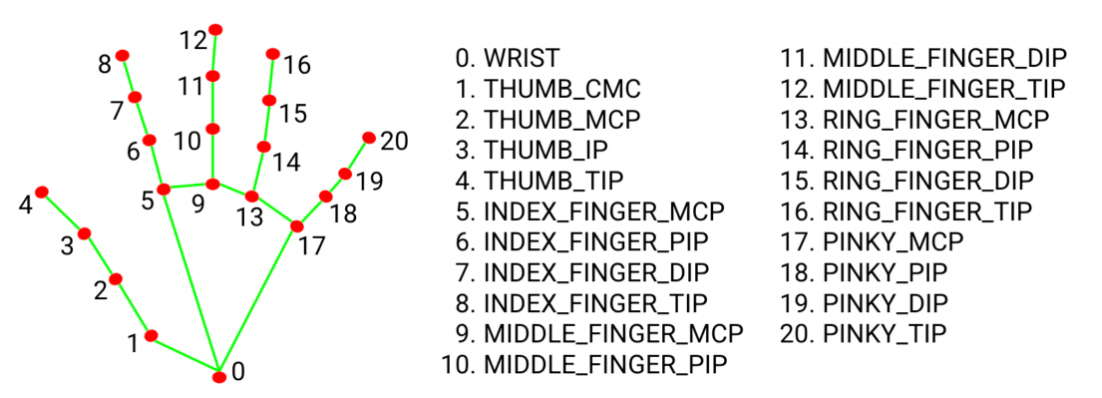 12
8
16
11
7
15
10
6
20
14
19
4
5
9
13
18
3
17
2
1
0
0. WRIST
1. THUMB_CMC
2. THUMB_MCP
3. THUMB_IP
4. THUMB_TIP
5. INDEX_FINGER_MCP
6. INDEX_FINGER_PIP
7. INDEX_FINGER_DIP
8. INDEX_FINGER_TIP
9. MIDDLE_FINGER_MCP
10. MIDDLE_FINGER_PIP
11. MIDDLE_FINGER_DIP
12. MIDDLE_FINGER_TIP
13. RING_FINGER_MCP
14. RING_FINGER_PIP
15. RING_FINGER_DIP
16. RING_FINGER_TIP
17. PINKY_MCP
18. PINKY_PIP
19. PINKY_DIP
20. PINKY_TIP